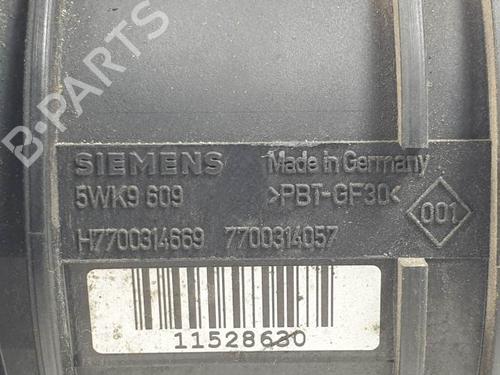 B-PARTS
SIEMENS Made in Germany
5WK9 609 >PBT-GF30< 001
H7700314669 7700314057
11528630